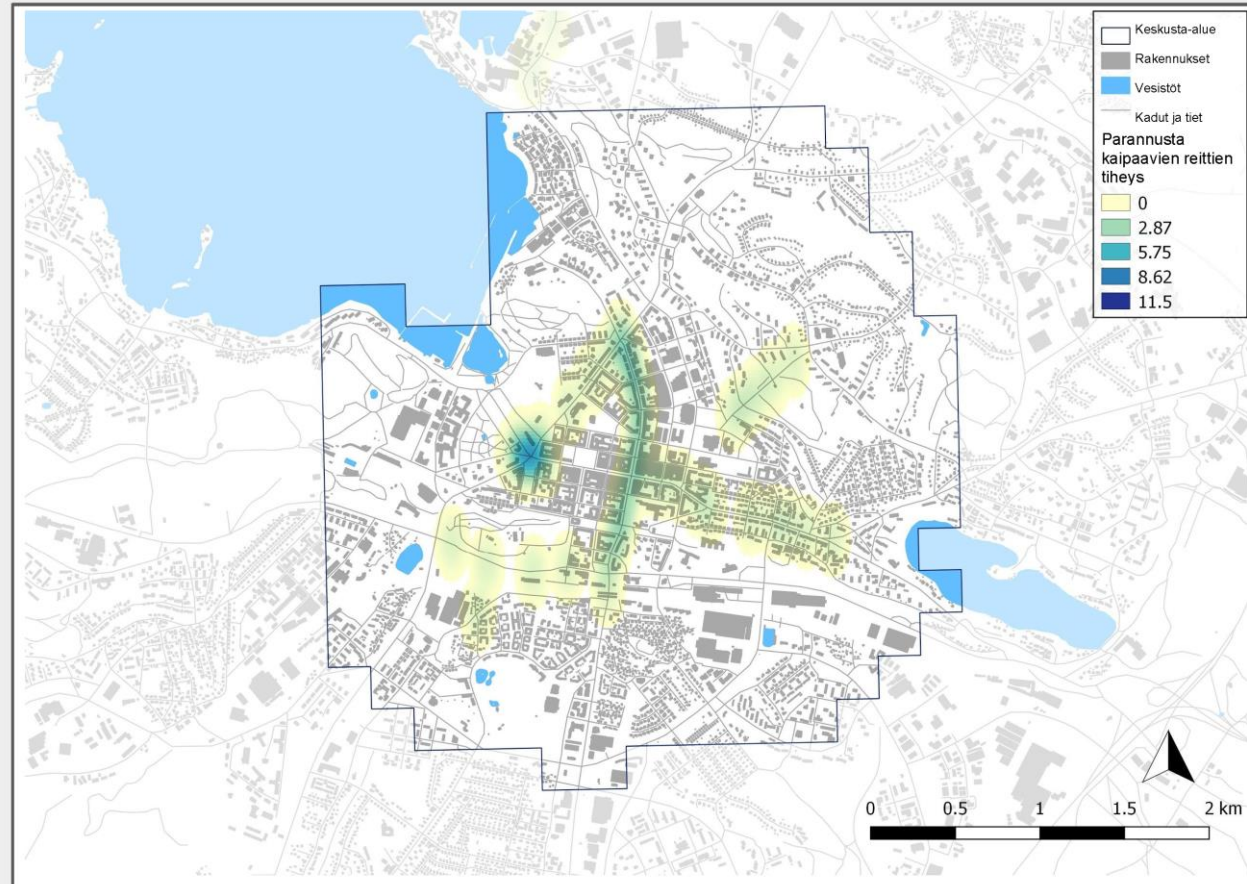 Keskusta-alue
Rakennukset
Vesistöt
Kadut ja tiet
Parannusta
kaipaavien reittien
tiheys
0
2.87
5.75
8.62
11.5
0 0.5 1 1.5 2 km